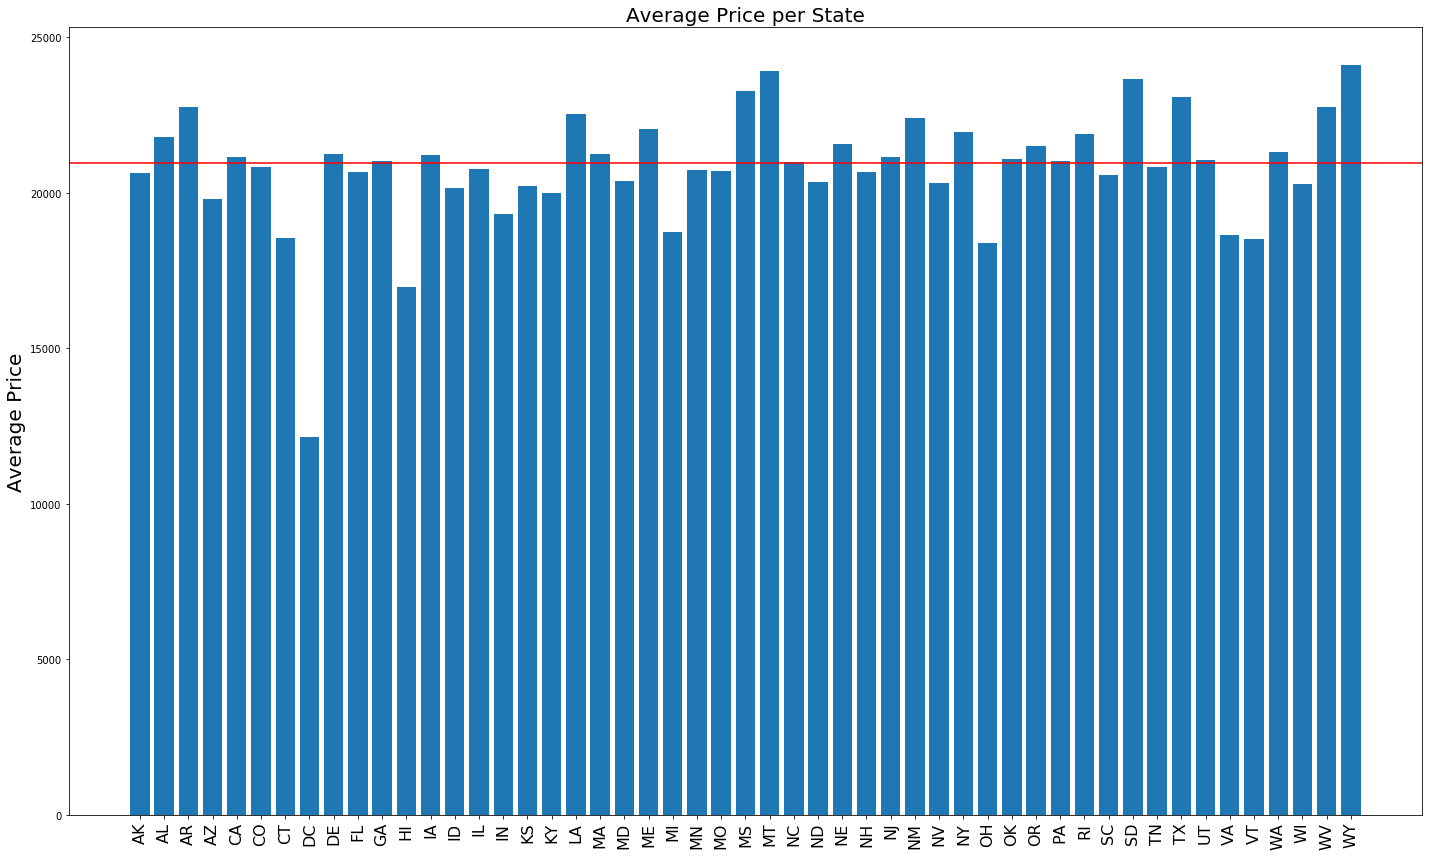 Average Price per State
Average Price
25000
20000
15000
10000
5000
0
AK AL AR AZ CA CO CT DC DE FL GA HI IA ID IL IN KS KY LA MA MD ME MI MN MO MS MT NC ND NE NH NJ NM NV NY OH OK OR PA RI SC SD TN TX UT VA VT WA WI WV WY